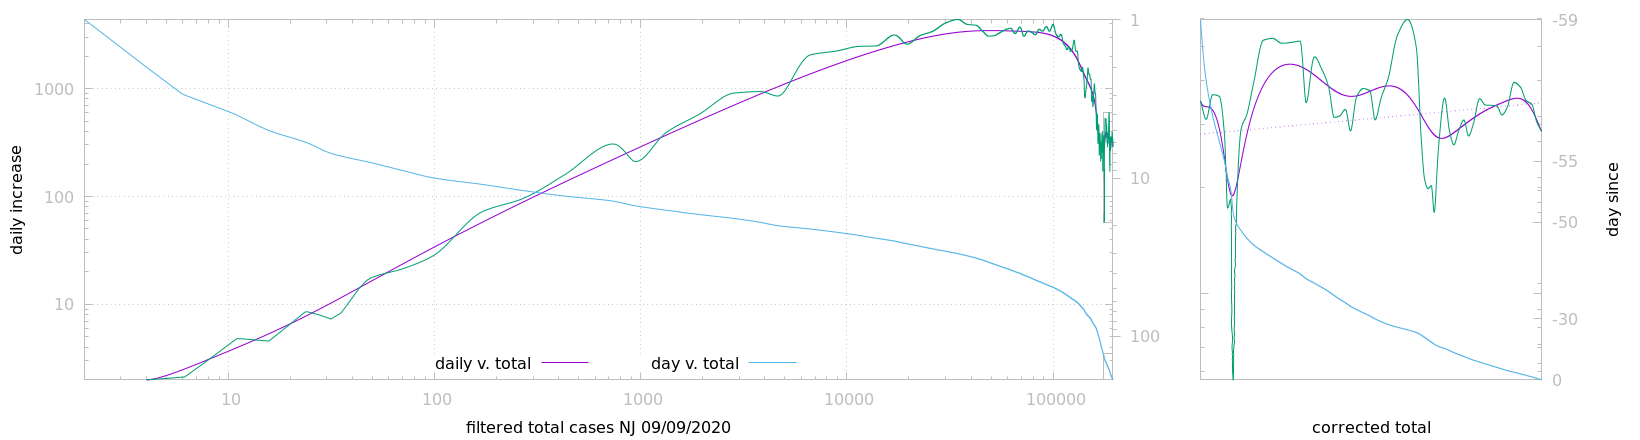 1 -59
1000
-55
10
100
-50
daily increase
day since
10
-30
100
daily v. total
day v. total
0
10 100 1000 10000 100000
filtered total cases NJ 09/09/2020
corrected total